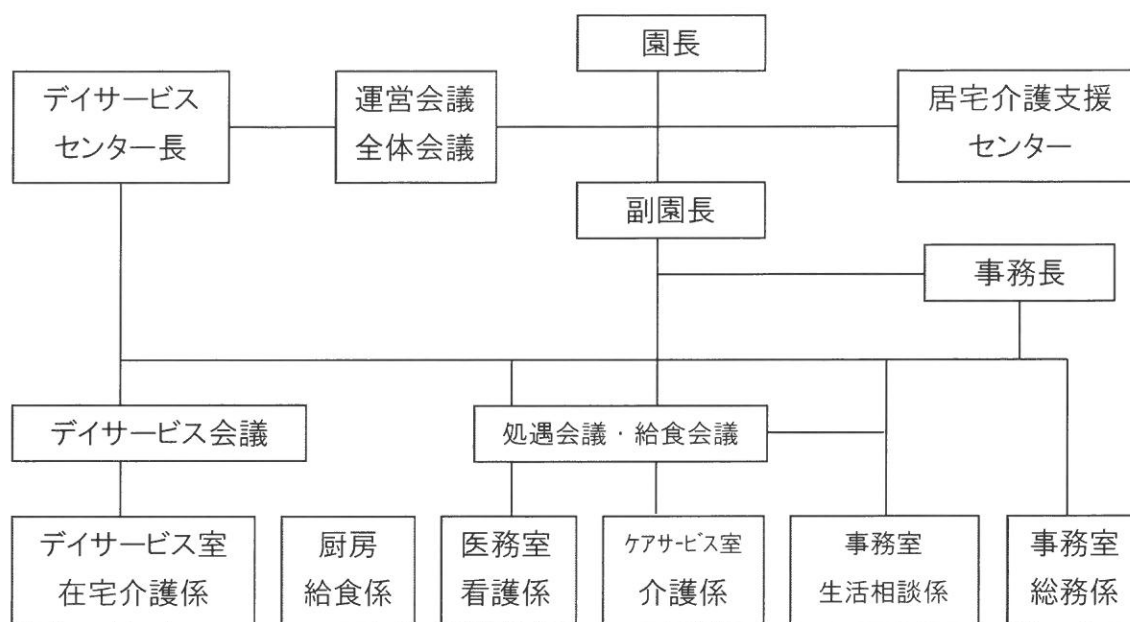 園長
デイサービス
センター長
運営会議
全体会議
居宅介護支援
センター
副園長
事務長
デイサービス会議
処遇会議・給食会議
デイサービス室
在宅介護係
厨房
給食係
医務室
看護係
ケアサービス室
介護係
事務室
生活相談係
事務室
総務係